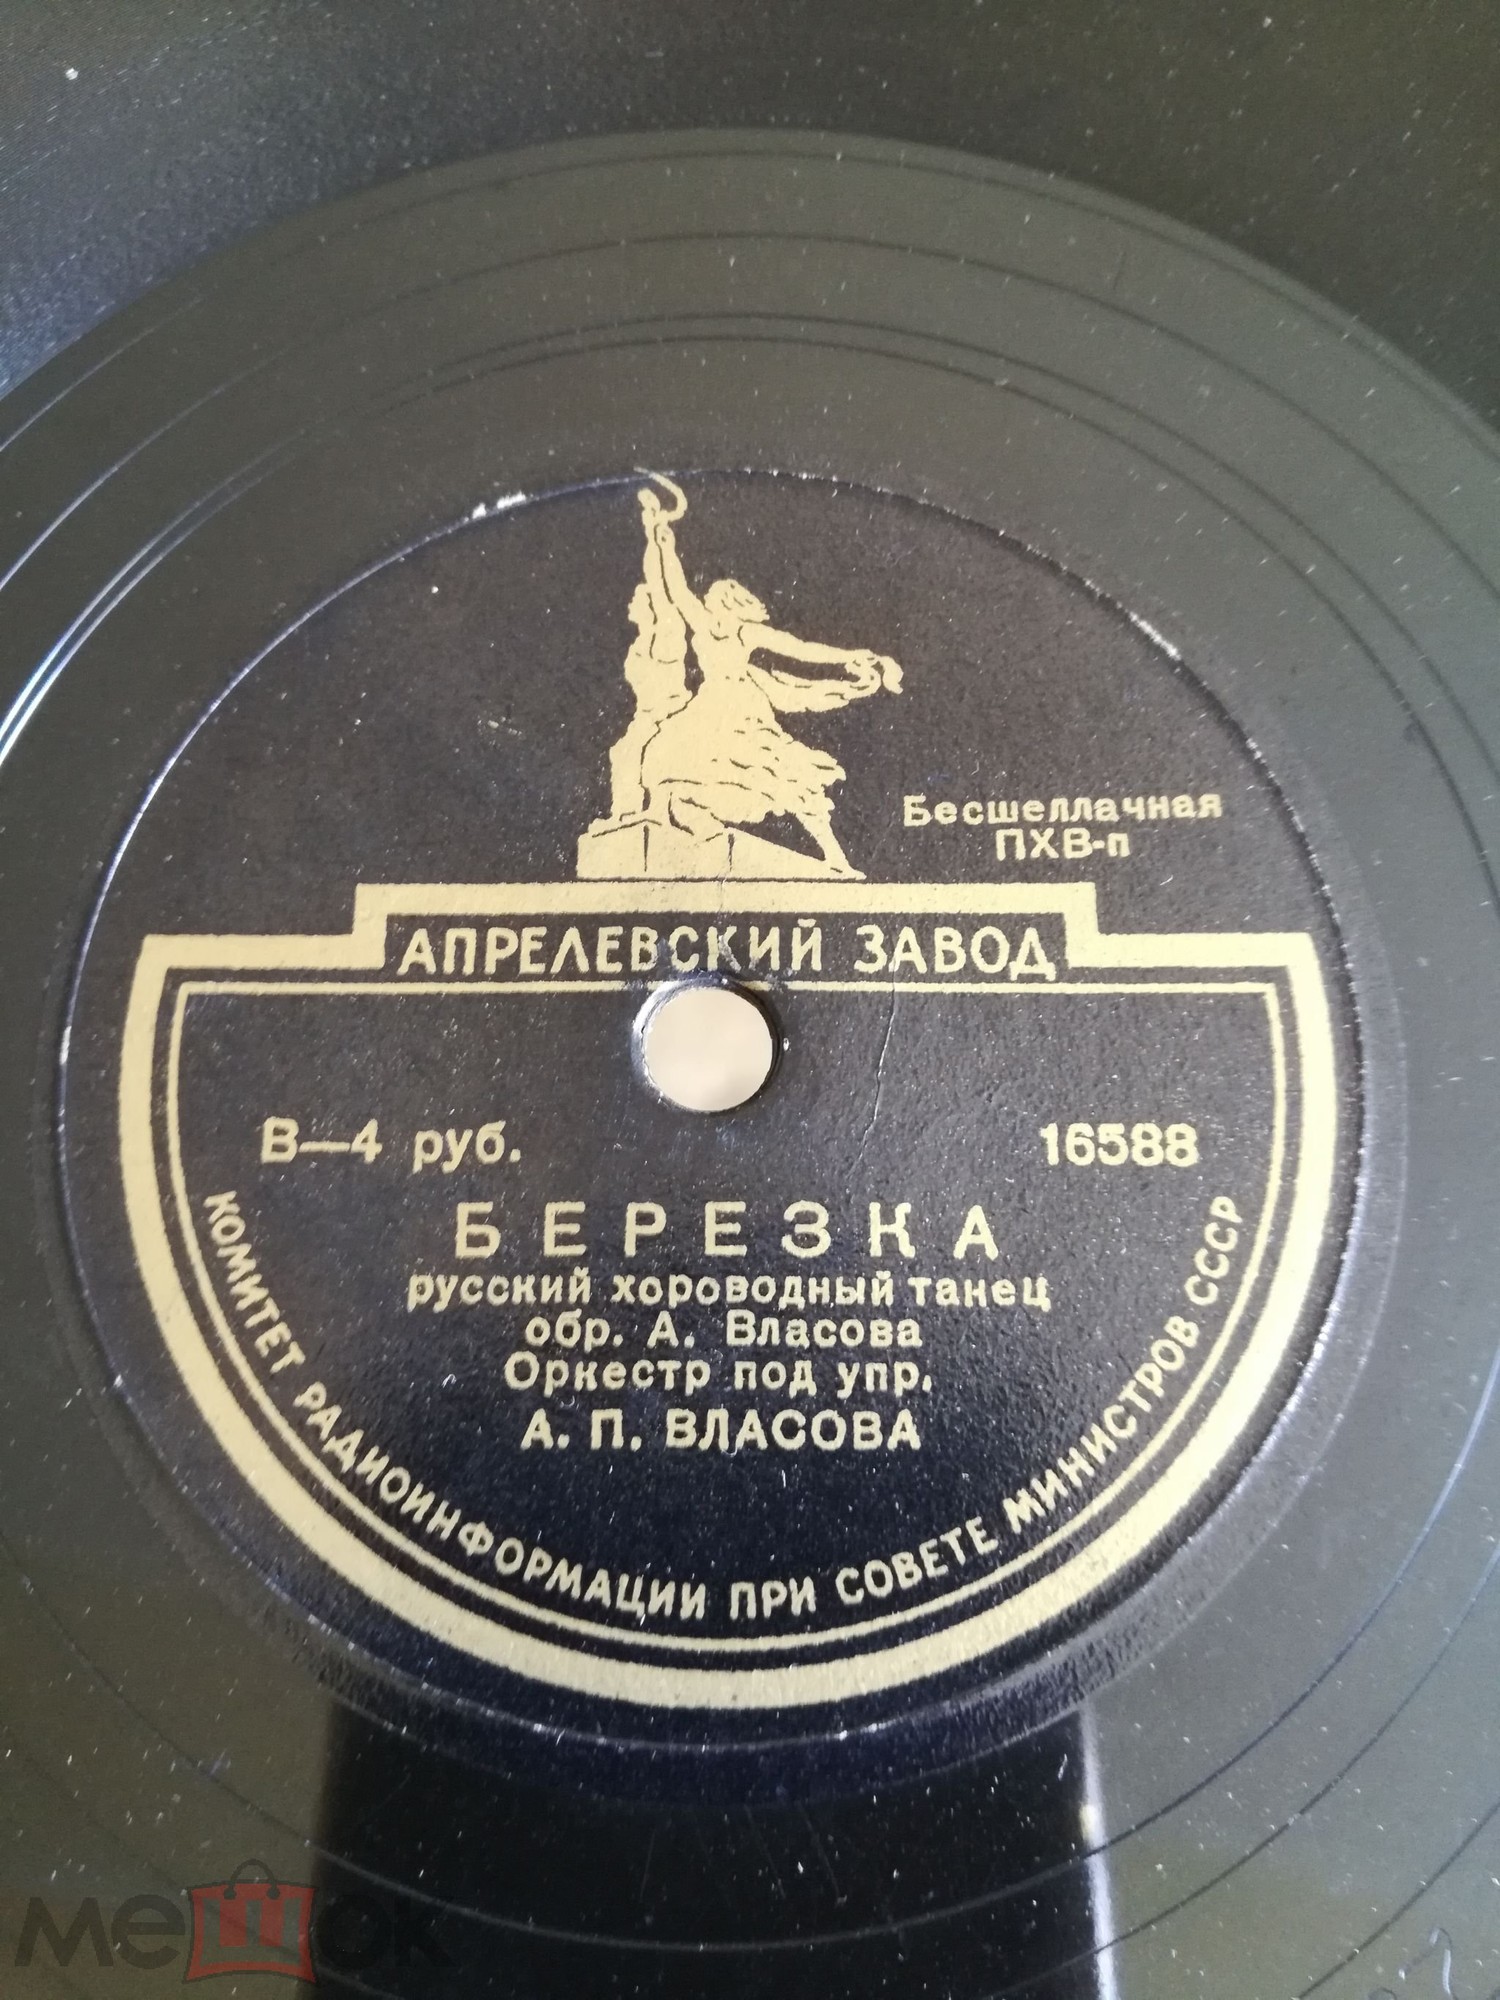 Бесшеллачная
ПХВ-п
АПРЕЛЕВСКИЙ ЗАВОД
В—4 руб.
16588
БЕРЕЗКА
русский хороводный танец
обр. А. Власова
Оркестр под упр.
А. П. ВЛАСОВА
КОМИТЕТ РАДИОИНФОРМАЦИИ ПРИ СОВЕТЕ МИНИСТРОВ СССР
мешок